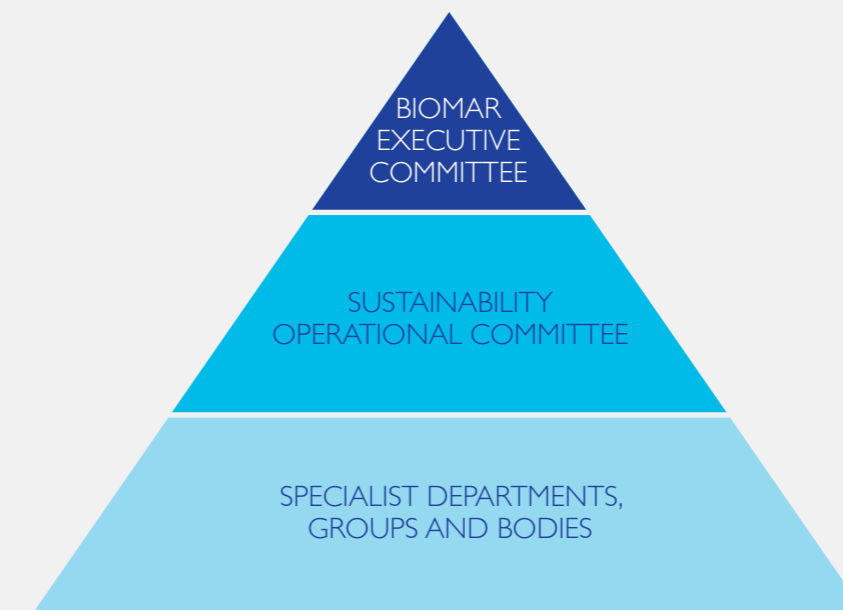 BIOMAR
EXECUTIVE
COMMITTEE
SUSTAINABILITY
OPERATIONAL COMMITTEE
SPECIALIST DEPARTMENTS,
GROUPS AND BODIES